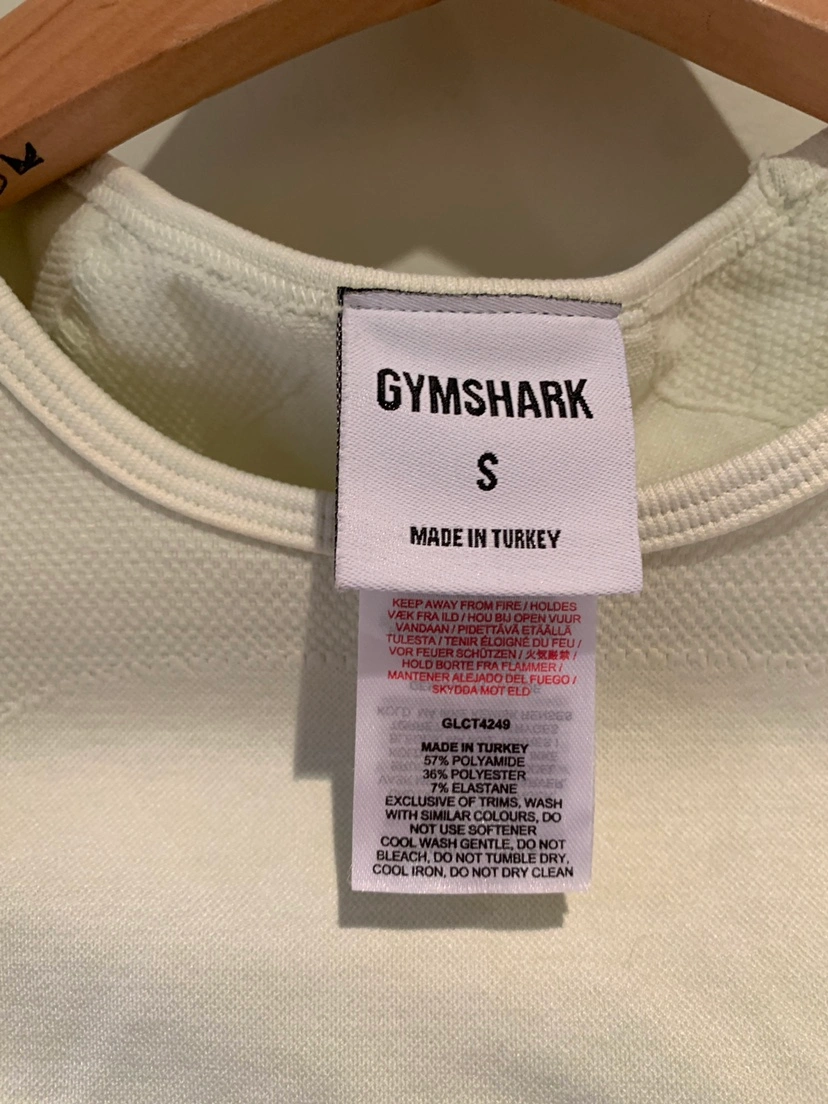 GYMSHARK
S
MADE IN TURKEY
KEEP AWAY FROM FIRE / HOLDES
VÆK FRA ILD / HOU BIJ OPEN VUUR
VANDAAN / PIDETTÄVÄ ETÄÄLLÄ
TULESTA / TENIR ÉLOIGNÉ DU FEU /
VOR FEUER SCHÜTZEN / 火気厳禁 /
HOLD BORTE FRA FLAMMER /
MANTENER ALEJADO DEL FUEGO /
SKYDDA MOT ELD
GLCT4249
MADE IN TURKEY
57% POLYAMIDE
36% POLYESTER
7% ELASTANE
EXCLUSIVE OF TRIMS, WASH
WITH SIMILAR COLOURS, DO
NOT USE SOFTENER
COOL WASH GENTLE, DO NOT
BLEACH, DO NOT TUMBLE DRY,
COOL IRON, DO NOT DRY CLEAN